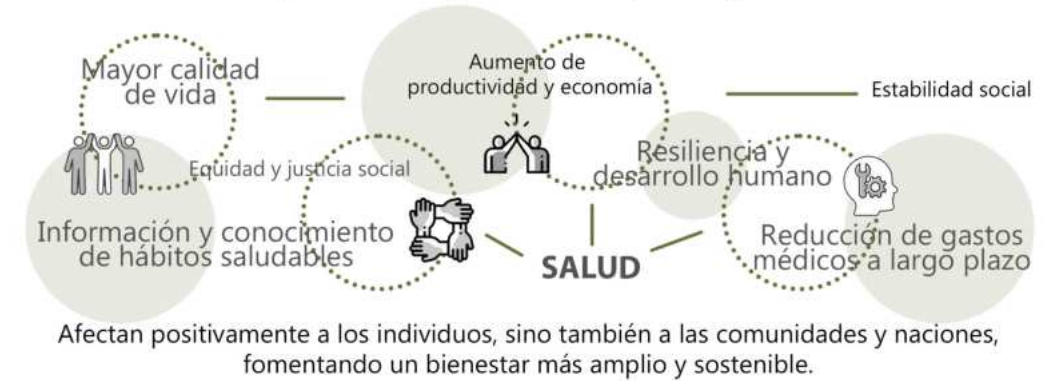 Mayor calidad
de vida
Aumento de
productividad y economía
Estabilidad social
Equidad y justicia social
Resiliencia y
desarrollo humano
Información y conocimiento
de hábitos saludables
SALUD
Reducción de gastos
médicos a largo plazo
Afectan positivamente a los individuos, sino también a las comunidades y naciones,
fomentando un bienestar más amplio y sostenible.